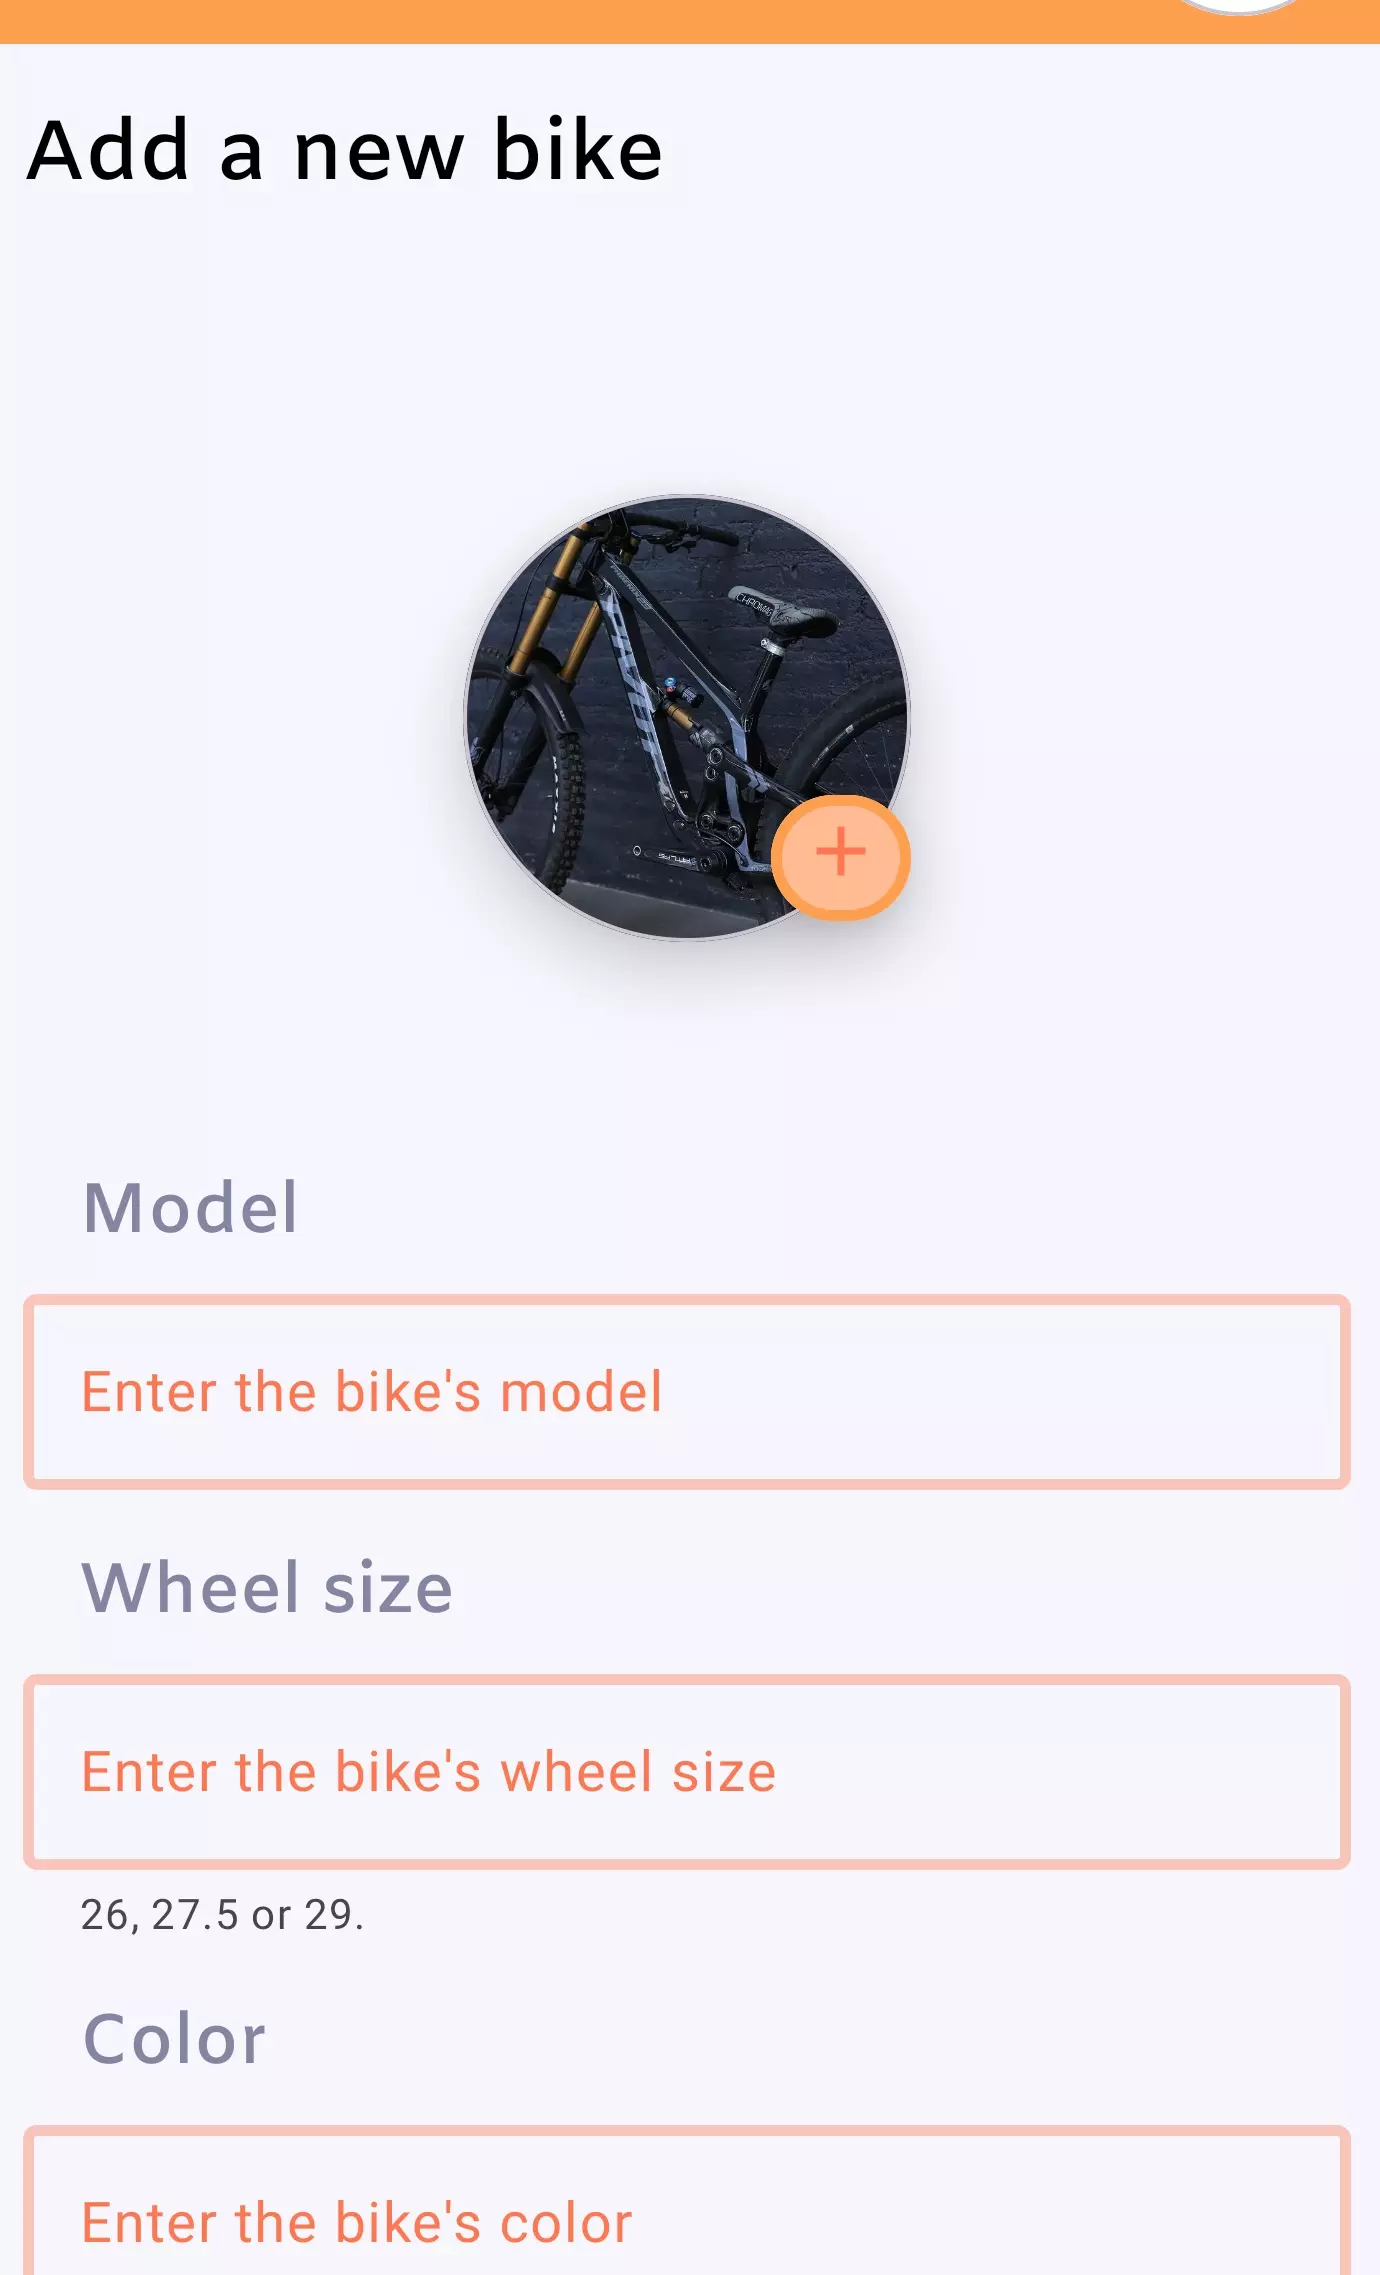 Add a new bike
CHROMAG
Model
Enter the bike's model
Wheel size
Enter the bike's wheel size
26, 27.5 or 29.
Color
Enter the bike's color